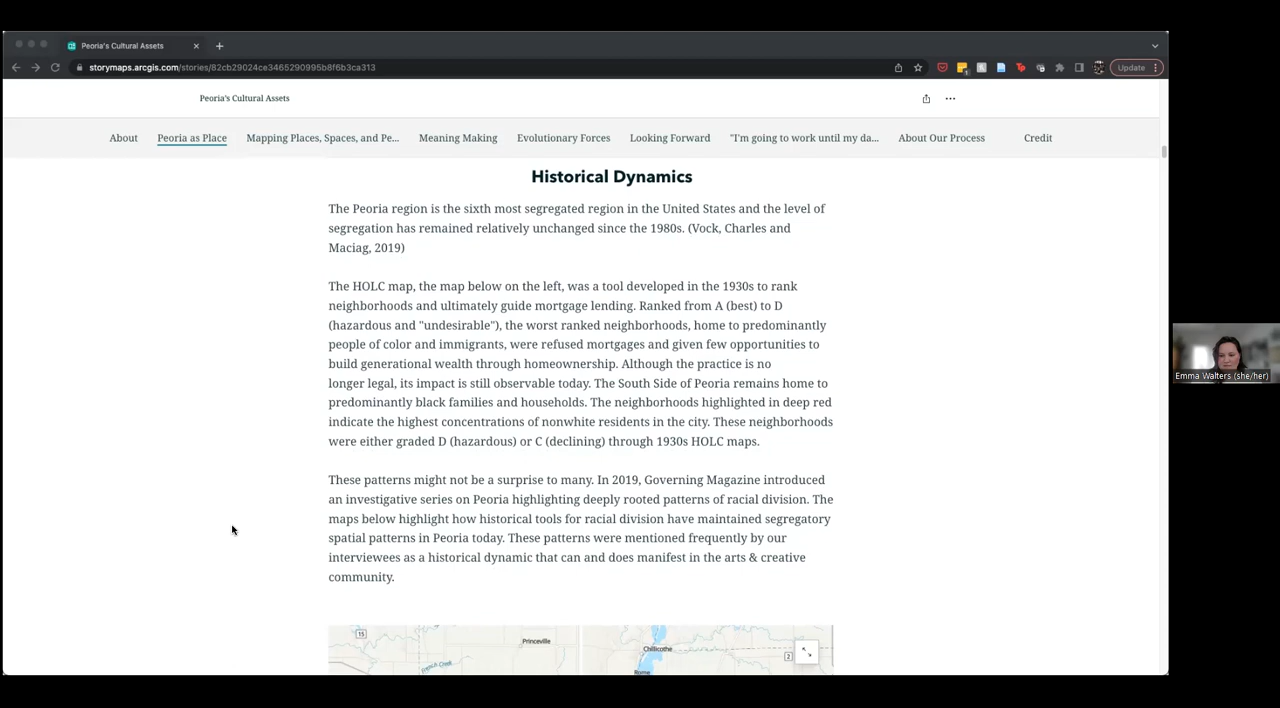 Peoria's Cultural Assets
storymaps.arcgis.com/stories/82cb29024ce3465290995b8f6b3ca313
Update
Peoria's Cultural Assets
About
Peoria as Place
Mapping Places, Spaces, and Pe...
Meaning Making
Evolutionary Forces
Looking Forward
"I'm going to work until my da...
About Our Process
Credit
Historical Dynamics
The Peoria region is the sixth most segregated region in the United States and the level of
segregation has remained relatively unchanged since the 1980s. (Vock, Charles and
Maciag, 2019)
The HOLC map, the map below on the left, was a tool developed in the 1930s to rank
neighborhoods and ultimately guide mortgage lending. Ranked from A (best) to D
(hazardous and "undesirable"), the worst ranked neighborhoods, home to predominantly
people of color and immigrants, were refused mortgages and given few opportunities to
build generational wealth through homeownership. Although the practice is no
longer legal, its impact is still observable today. The South Side of Peoria remains home to
predominantly black families and households. The neighborhoods highlighted in deep red
indicate the highest concentrations of nonwhite residents in the city. These neighborhoods
were either graded D (hazardous) or C (declining) through 1930s HOLC maps.
These patterns might not be a surprise to many. In 2019, Governing Magazine introduced
an investigative series on Peoria highlighting deeply rooted patterns of racial division. The
maps below highlight how historical tools for racial division have maintained segregatory
spatial patterns in Peoria today. These patterns were mentioned frequently by our
interviewees as a historical dynamic that can and does manifest in the arts & creative
community.
15
Princeville
French Creek
Chillicothe
Rome
2
Emma Walters (she/her)